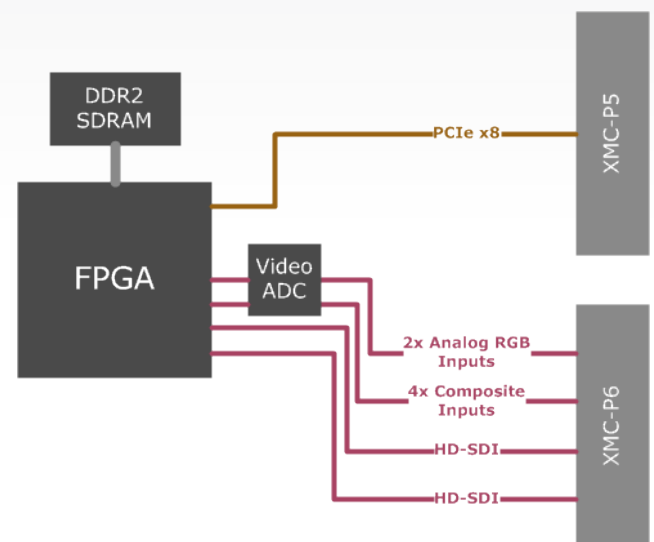 DDR2
SDRAM
PCIe x8
XMC-P5
FPGA
Video
ADC
2x Analog RGB
Inputs
4x Composite
Inputs
HD-SDI
HD-SDI
XMC-P6